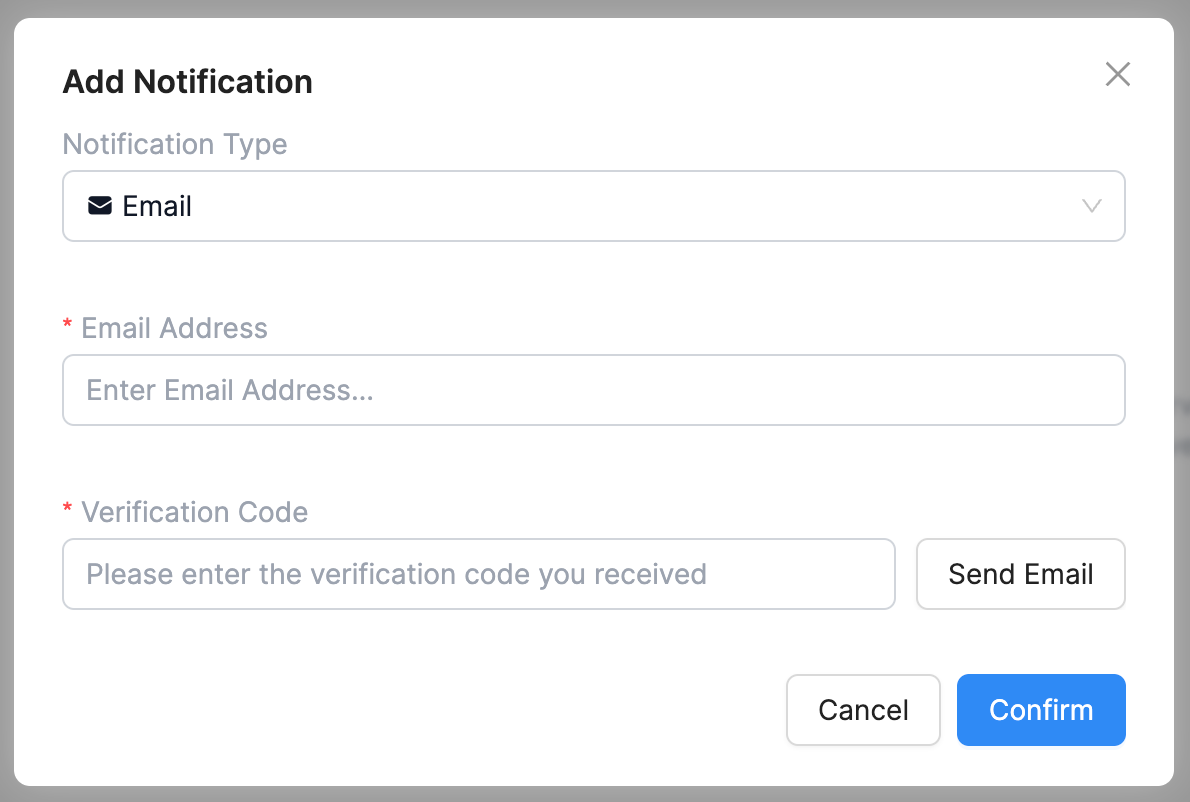 Add Notification
Notification Type
Email
* Email Address
Enter Email Address...
* Verification Code
Please enter the verification code you received
Send Email
Cancel
Confirm